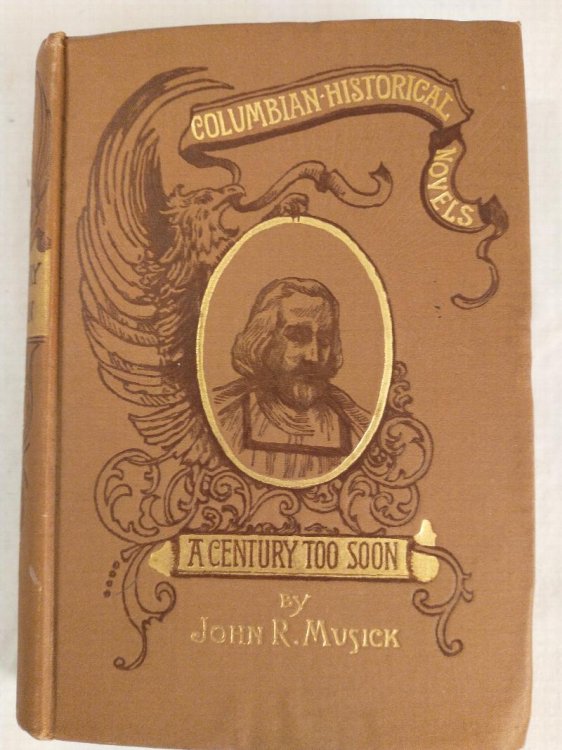 COLUMBIAN·HISTORICAL
NOVELS
A CENTURY TOO SOON
BY
JOHN R. MUSICK